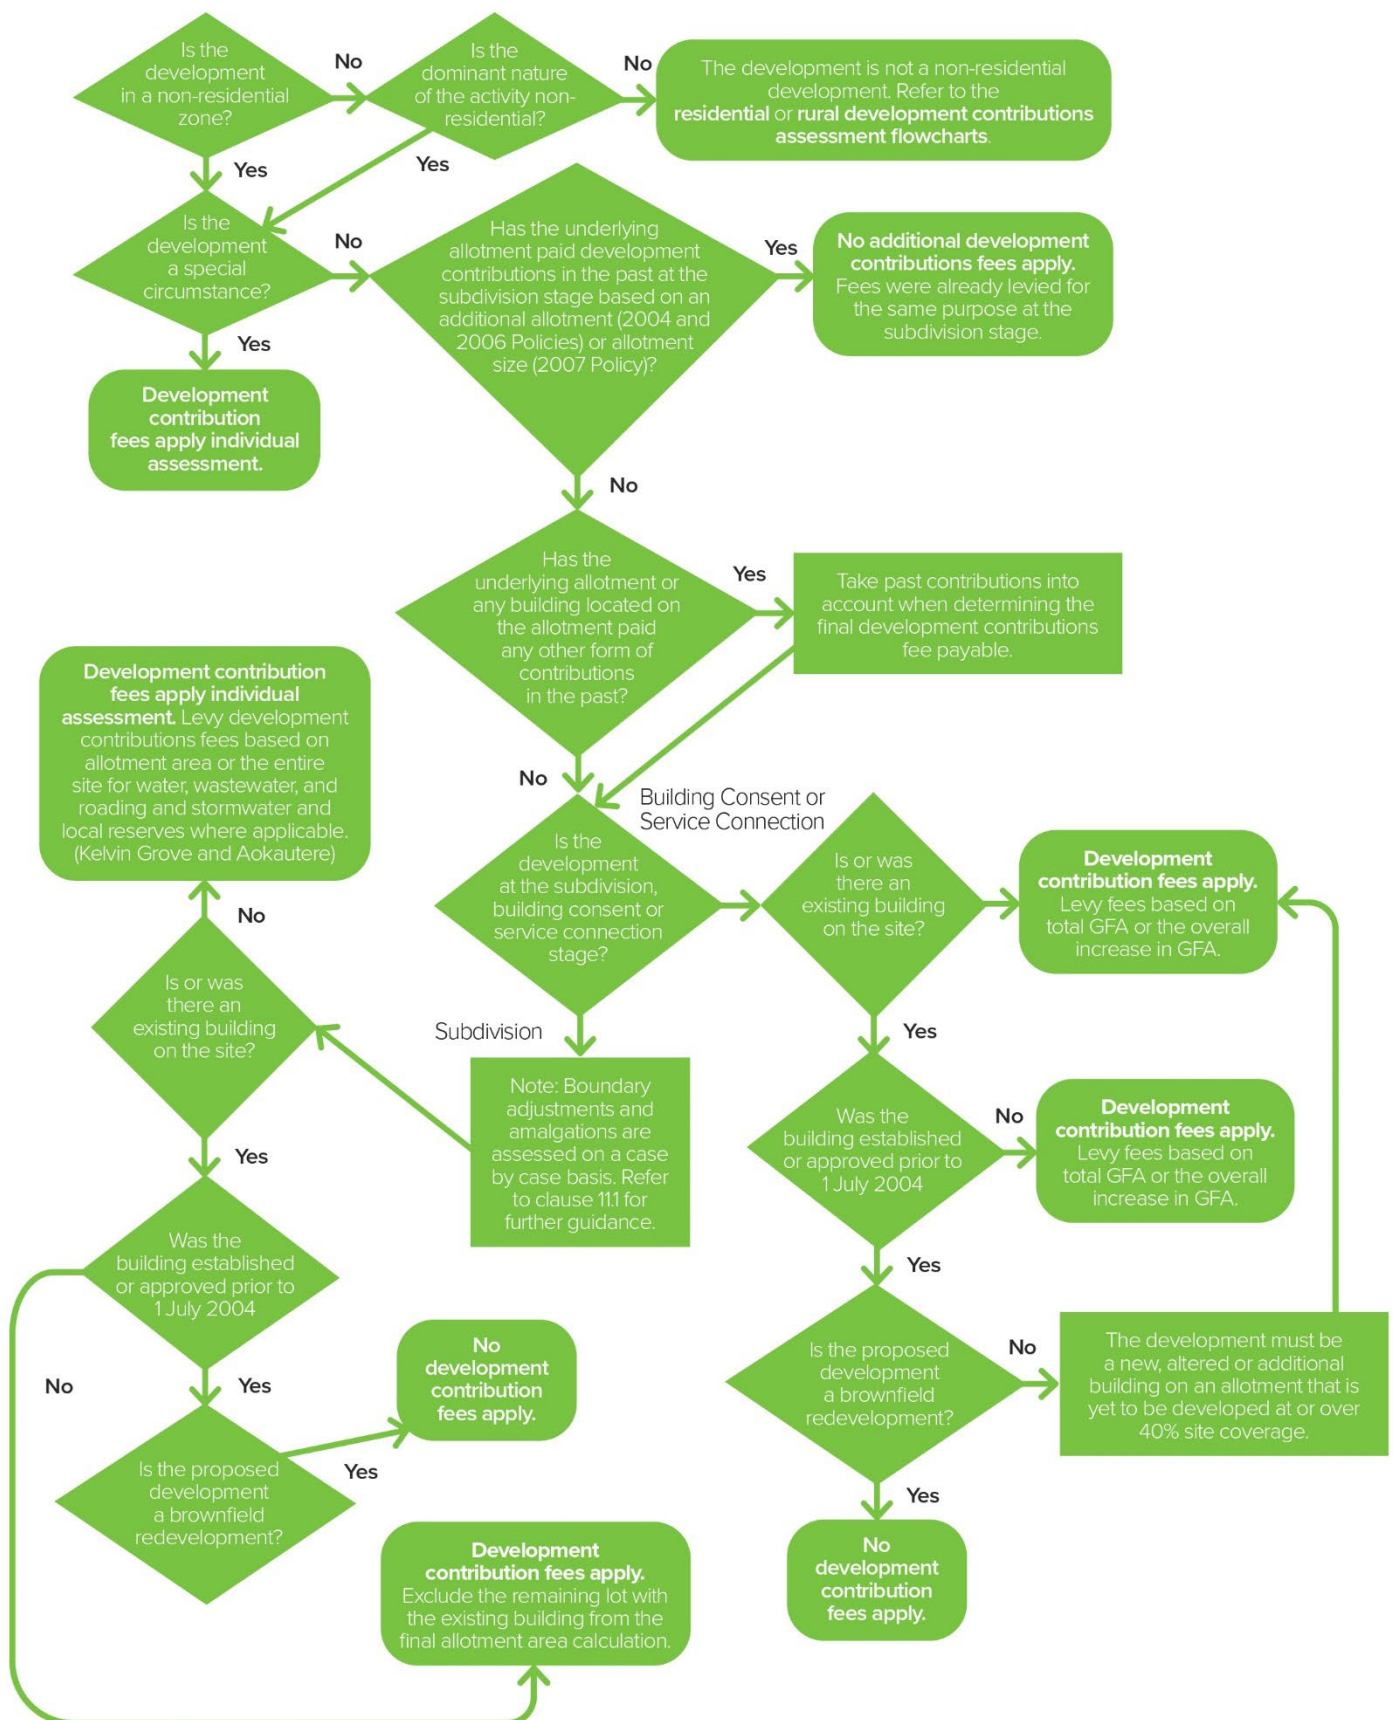 Is the
development
in a non-residential
zone?
No
Is the
dominant nature
of the activity non-
residential?
No
The development is not a non-residential
development. Refer to the
residential or rural development contributions
assessment flowcharts.
Yes
Yes
Is the
development
a special
circumstance?
No
Has the underlying
allotment paid development
contributions in the past at the
subdivision stage based on an
additional allotment (2004 and
2006 Policies) or allotment
size (2007 Policy)?
Yes
No additional development
contributions fees apply.
Fees were already levied for
the same purpose at the
subdivision stage.
Yes
Development
contribution
fees apply individual
assessment.
No
Has the
underlying allotment or
any building located on
the allotment paid
any other form of
contributions
in the past?
Yes
Take past contributions into
account when determining the
final development contributions
fee payable.
Development contribution
fees apply individual
assessment. Levy development
contributions fees based on
allotment area or the entire
site for water, wastewater, and
roading and stormwater and
local reserves where applicable.
(Kelvin Grove and Aokautere)
No
Building Consent or
Service Connection
Is the
development
at the subdivision,
building consent or
service connection
stage?
Is or was
there an
existing building
on the site?
Development
contribution fees apply.
Levy fees based on
total GFA or the overall
increase in GFA.
No
Is or was
there an
existing building
on the site?
Subdivision
Yes
Note: Boundary
adjustments and
amalgations are
assessed on a case
by case basis. Refer
to clause 11.1 for
further guidance.
Was the
building established
or approved prior to
1 July 2004
No
Development
contribution fees apply.
Levy fees based on
total GFA or the overall
increase in GFA.
Yes
Was the
building established
or approved prior to
1 July 2004
Yes
Is the proposed
development
a brownfield
redevelopment?
No
The development must be
a new, altered or additional
building on an allotment that is
yet to be developed at or over
40% site coverage.
No
Yes
No
development
contribution
fees apply.
Is the proposed
development
a brownfield
redevelopment?
Yes
Yes
No
development
contribution
fees apply.
Development
contribution fees apply.
Exclude the remaining lot with
the existing building from the
final allotment area calculation.